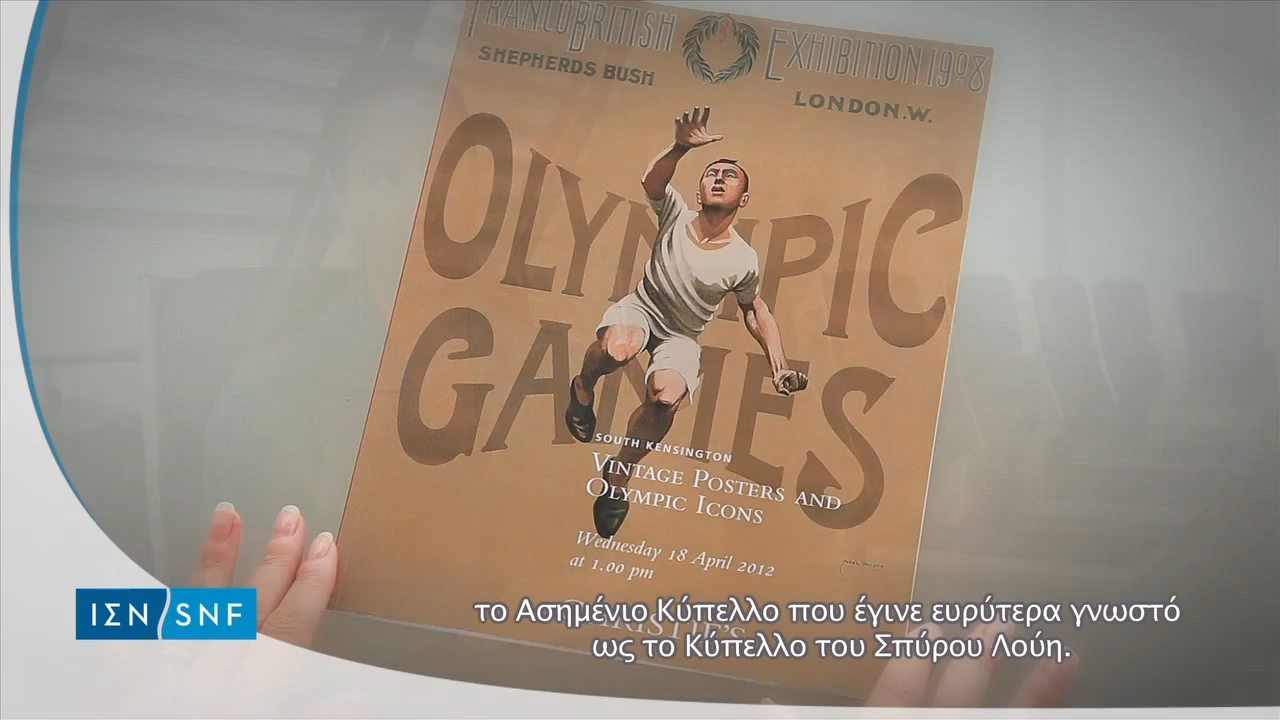 FRANCO BRITISH EXHIBITION 1908
SHEPHERDS BUSH
LONDON.W.
OLYMPIC
GAMES
SOUTH KENSINGTON
VINTAGE POSTERS AND
OLYMPIC ICONS
Wednesday 18 April 2012
at 1.00 pm
CHRISTIE'S
το Ασημένιο Κύπελλο που έγινε ευρύτερα γνωστό
ως το Κύπελλο του Σπύρου Λούη.
ΙΣΝ SNF